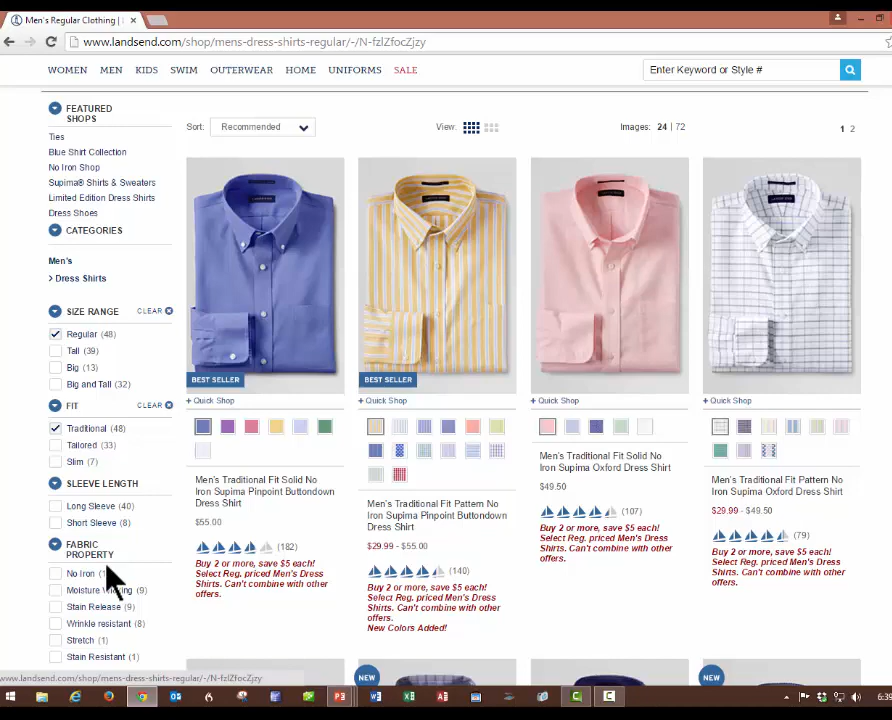 Men's Regular Clothing |
www.landsend.com/shop/mens-dress-shirts-regular/-/N-fzlZfocZjzy
WOMEN MEN KIDS SWIM OUTERWEAR HOME UNIFORMS SALE
Enter Keyword or Style #
FEATURED
SHOPS
Ties
Blue Shirt Collection
No Iron Shop
Supima® Shirts & Sweaters
Limited Edition Dress Shirts
Dress Shoes
CATEGORIES
Men's
> Dress Shirts
SIZE RANGE CLEAR
Regular (48)
Tall (39)
Big (13)
Big and Tall (32)
FIT CLEAR
Traditional (48)
Tailored (33)
Slim (7)
SLEEVE LENGTH
Long Sleeve (40)
Short Sleeve (8)
FABRIC
PROPERTY
No Iron
Moisture (9)
Stain Release (9)
Wrinkle resistant (8)
Stretch (1)
Stain Resistant (1)
Sort: Recommended View: Images: 24 | 72 1 2
BEST SELLER
+ Quick Shop
Men's Traditional Fit Solid No
Iron Supima Pinpoint Buttondown
Dress Shirt
$55.00
(182)
Buy 2 or more, save $5 each!
Select Reg. priced Men's Dress
Shirts. Can't combine with other
offers.
BEST SELLER
+ Quick Shop
Men's Traditional Fit Pattern No
Iron Supima Pinpoint Buttondown
Dress Shirt
$29.99 - $55.00
(140)
Buy 2 or more, save $5 each!
Select Reg. priced Men's Dress
Shirts. Can't combine with other
offers.
New Colors Added!
+ Quick Shop
Men's Traditional Fit Solid No
Iron Supima Oxford Dress Shirt
$49.50
(107)
Buy 2 or more, save $5 each!
Select Reg. priced Men's Dress
Shirts. Can't combine with other
offers.
+ Quick Shop
Men's Traditional Fit Pattern No
Iron Supima Oxford Dress Shirt
$29.99 - $49.50
(79)
Buy 2 or more, save $5 each!
Select Reg. priced Men's Dress
Shirts. Can't combine with other
offers.
NEW
NEW
www.landsend.com/shop/mens-dress-shirts-regular/-/N-fzlZfocZjzy
6:39